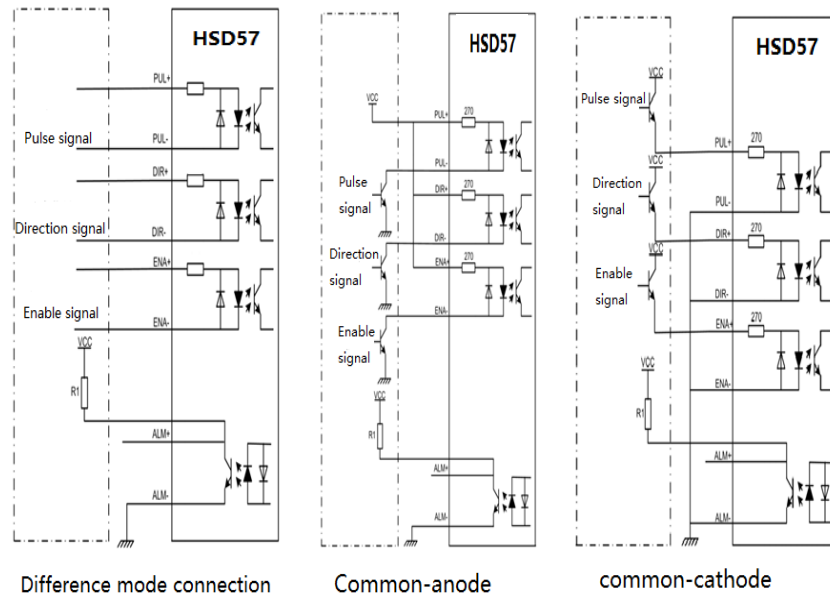 HSD57
PUL+
Pulse signal
PUL-
DIR+
Direction signal
DIR-
ENA+
Enable signal
ENA-
VCC
R1
ALM+
ALM-
Difference mode connection
HSD57
VCC
PUL+
270
PUL-
Pulse
signal
DIR+
270
DIR-
Direction
signal
ENA+
270
ENA-
Enable
signal
VCC
R1
ALM+
ALM-
Common-anode
HSD57
VCC
Pulse signal
PUL+
270
VCC
Direction
signal
PUL-
DIR+
270
VCC
Enable
signal
DIR-
ENA+
270
VCC
ENA-
R1
ALM+
ALM-
common-cathode